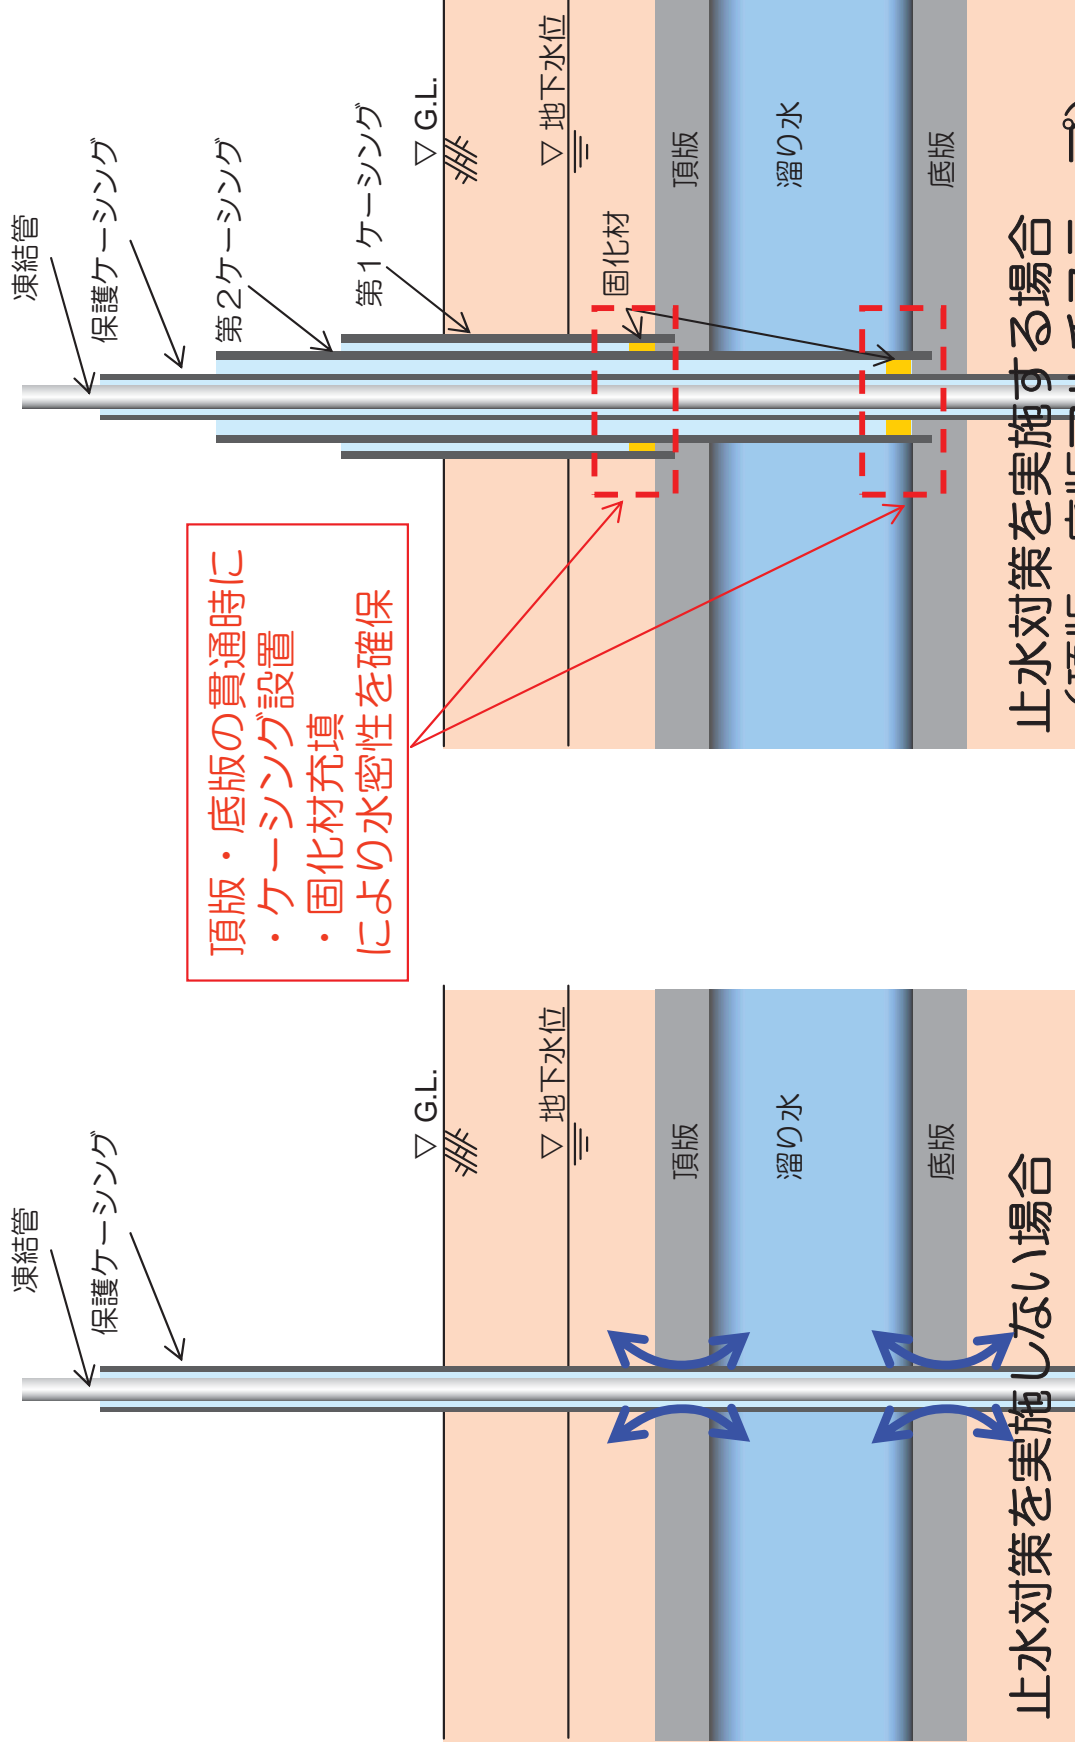 凍結管
保護ケーシング
▽ G.L.
▽ 地下水位
頂版
溜り水
底版
止水対策を実施しない場合
頂版・底版の貫通時に
・ケーシング設置
・固化材充填
により水密性を確保
凍結管
保護ケーシング
第2ケーシング
第1ケーシング
▽ G.L.
▽ 地下水位
固化材
頂版
溜り水
底版
止水対策を実施する場合